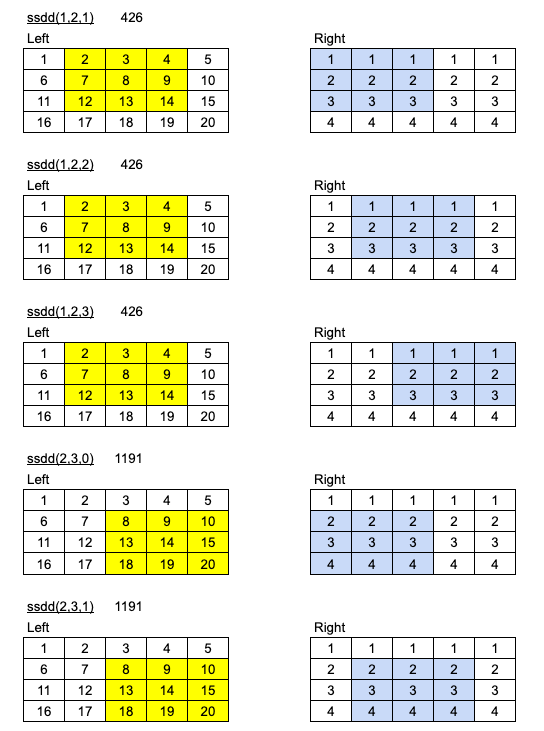 ssdd(1,2,1) 426
Left Right
1 2 3 4 5 1 1 1 1 1
6 7 8 9 10 2 2 2 2 2
11 12 13 14 15 3 3 3 3 3
16 17 18 19 20 4 4 4 4 4
ssdd(1,2,2) 426
Left Right
1 2 3 4 5 1 1 1 1 1
6 7 8 9 10 2 2 2 2 2
11 12 13 14 15 3 3 3 3 3
16 17 18 19 20 4 4 4 4 4
ssdd(1,2,3) 426
Left Right
1 2 3 4 5 1 1 1 1 1
6 7 8 9 10 2 2 2 2 2
11 12 13 14 15 3 3 3 3 3
16 17 18 19 20 4 4 4 4 4
ssdd(2,3,0) 1191
Left Right
1 2 3 4 5 1 1 1 1 1
6 7 8 9 10 2 2 2 2 2
11 12 13 14 15 3 3 3 3 3
16 17 18 19 20 4 4 4 4 4
ssdd(2,3,1) 1191
Left Right
1 2 3 4 5 1 1 1 1 1
6 7 8 9 10 2 2 2 2 2
11 12 13 14 15 3 3 3 3 3
16 17 18 19 20 4 4 4 4 4